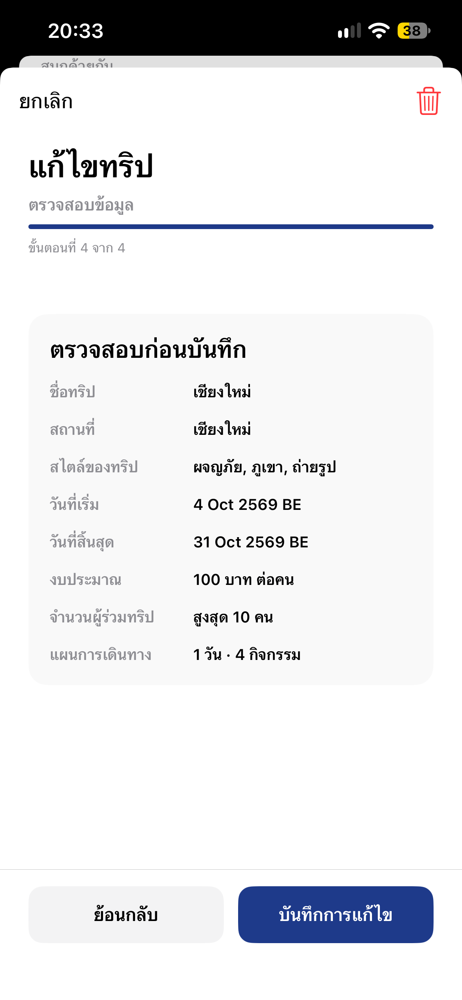 20:33
38
สนุกด้วยกัน
ยกเลิก
แก้ไขทริป
ตรวจสอบข้อมูล
ขั้นตอนที่ 4 จาก 4
ตรวจสอบก่อนบันทึก
ชื่อทริป เชียงใหม่
สถานที่ เชียงใหม่
สไตล์ของทริป ผจญภัย, ภูเขา, ถ่ายรูป
วันที่เริ่ม 4 Oct 2569 BE
วันที่สิ้นสุด 31 Oct 2569 BE
งบประมาณ 100 บาท ต่อคน
จำนวนผู้ร่วมทริป สูงสุด 10 คน
แผนการเดินทาง 1 วัน · 4 กิจกรรม
ย้อนกลับ บันทึกการแก้ไข